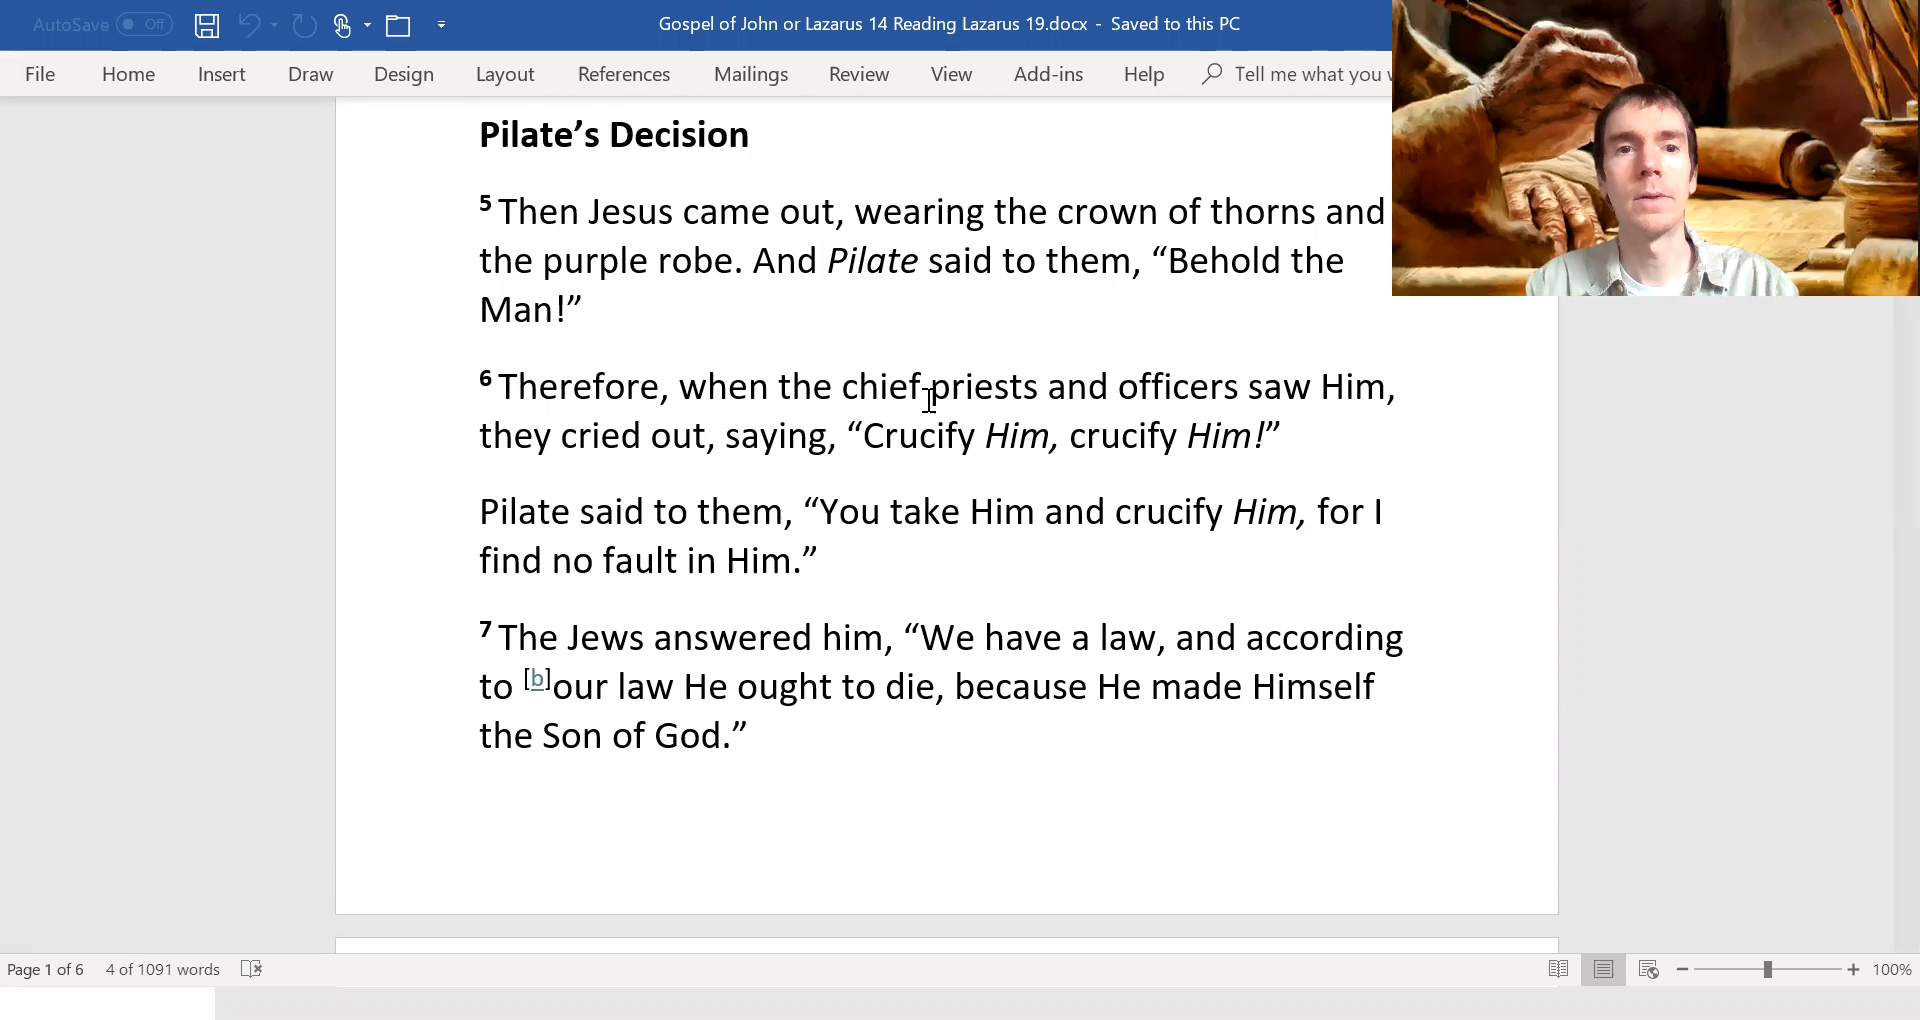 AutoSave Off
Gospel of John or Lazarus 14 Reading Lazarus 19.docx - Saved to this PC
File Home Insert Draw Design Layout References Mailings Review View Add-ins Help Tell me what you
Pilate’s Decision
5 Then Jesus came out, wearing the crown of thorns and
the purple robe. And Pilate said to them, “Behold the
Man!”
6 Therefore, when the chief priests and officers saw Him,
they cried out, saying, “Crucify Him, crucify Him!”
Pilate said to them, “You take Him and crucify Him, for I
find no fault in Him.”
7 The Jews answered him, “We have a law, and according
to [b]our law He ought to die, because He made Himself
the Son of God.”
Page 1 of 6 4 of 1091 words 100%